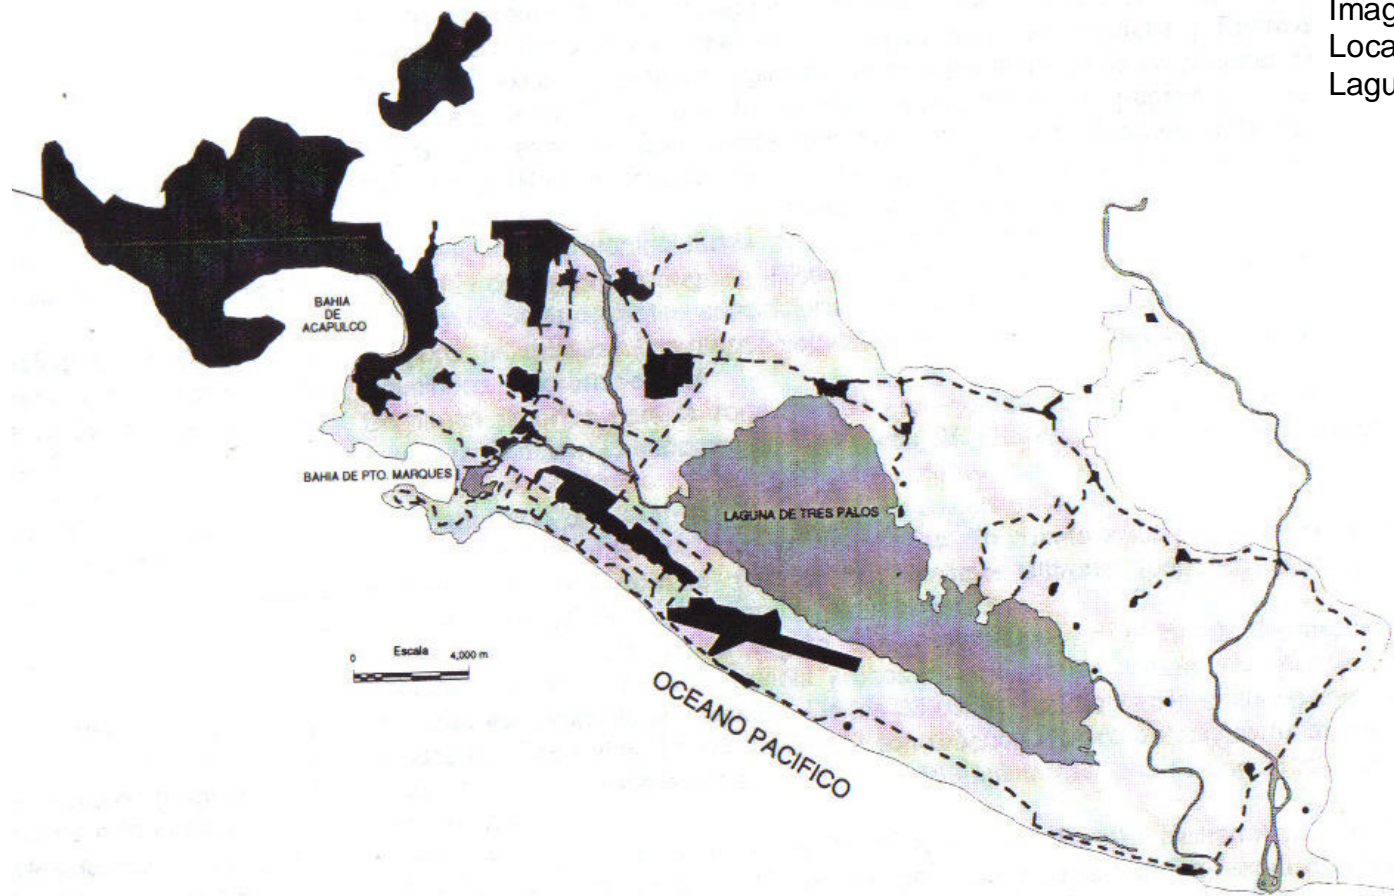 Imag
Loca
Lagu
BAHIA
DE
ACAPULCO
BAHIA DE PTO. MARQUES
LAGUNA DE TRES PALOS
0 Escala 4,000 m
OCEANO PACIFICO